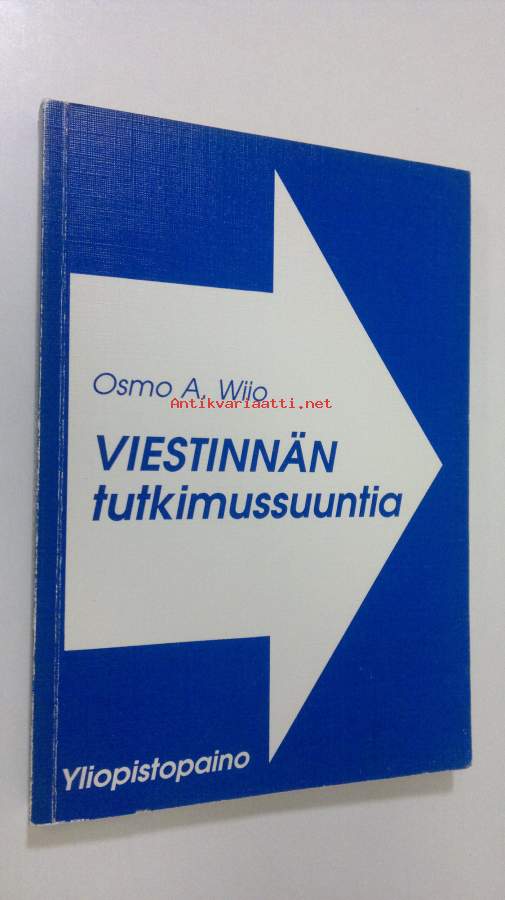 Osmo A. Wiio
Antikvariaatti.net
VIESTINNÄN
tutkimussuuntia
Yliopistopaino